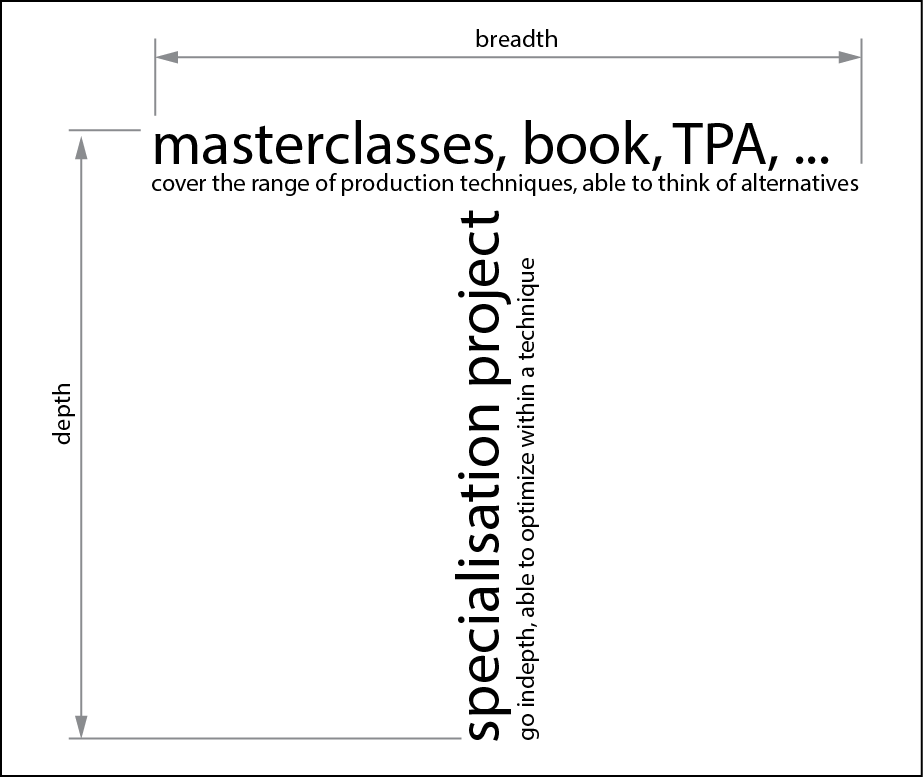 breadth
masterclasses, book, TPA, ...
cover the range of production techniques, able to think of alternatives
depth
specialisation project
go indepth, able to optimize within a technique